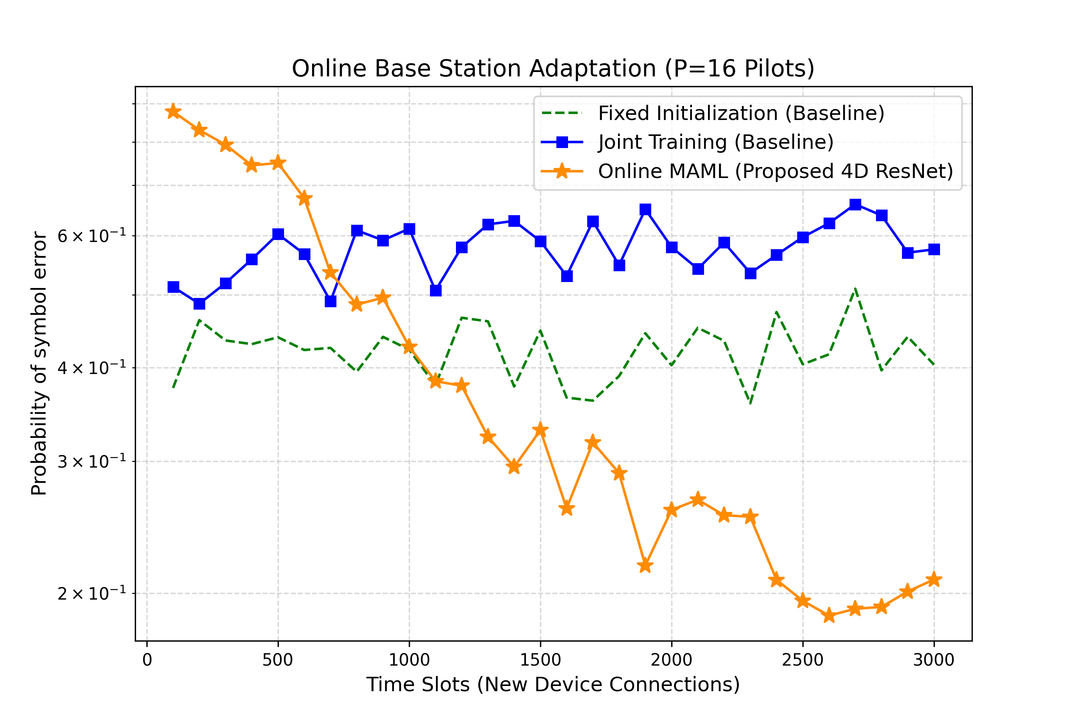 Online Base Station Adaptation (P=16 Pilots)
Fixed Initialization (Baseline)
Joint Training (Baseline)
Online MAML (Proposed 4D ResNet)
Probability of symbol error
6 × 10⁻¹
4 × 10⁻¹
3 × 10⁻¹
2 × 10⁻¹
0 500 1000 1500 2000 2500 3000
Time Slots (New Device Connections)